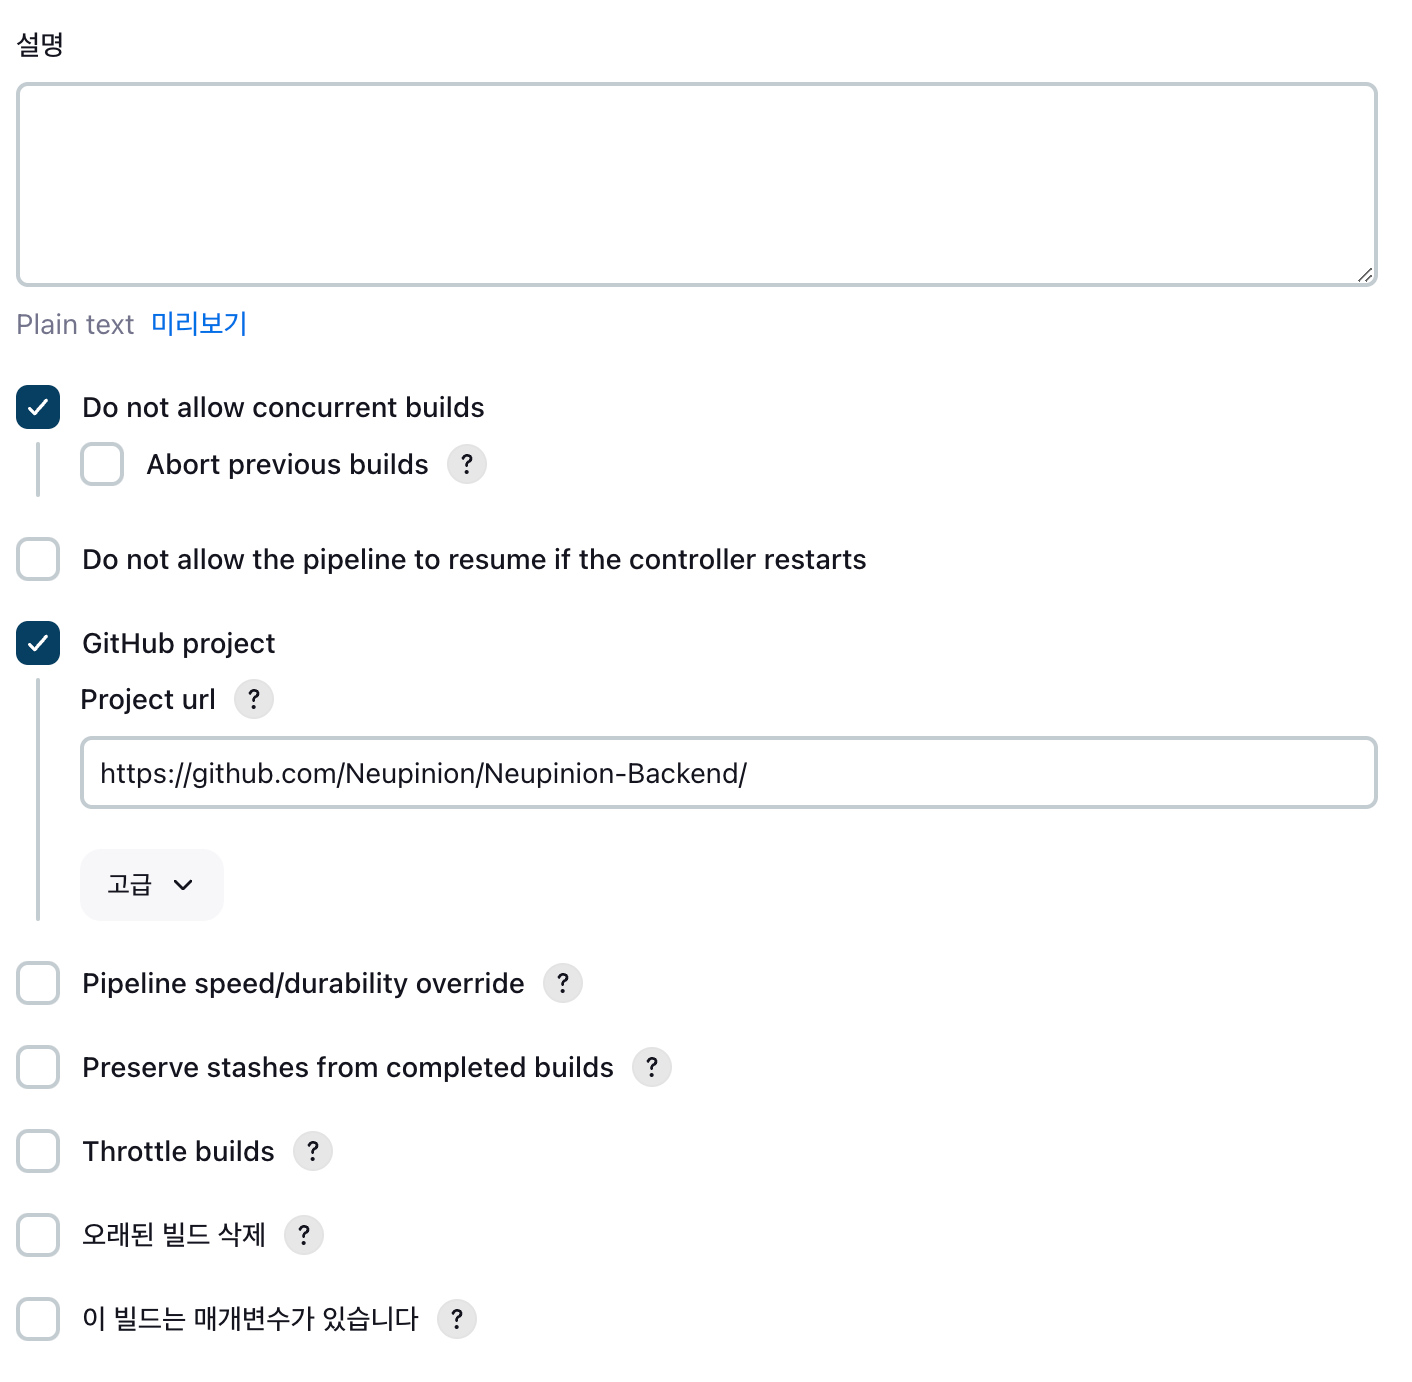 설명
Plain text 미리보기
Do not allow concurrent builds
Abort previous builds ?
Do not allow the pipeline to resume if the controller restarts
GitHub project
Project url ?
https://github.com/Neupinion/Neupinion-Backend/
고급
Pipeline speed/durability override ?
Preserve stashes from completed builds ?
Throttle builds ?
오래된 빌드 삭제 ?
이 빌드는 매개변수가 있습니다 ?